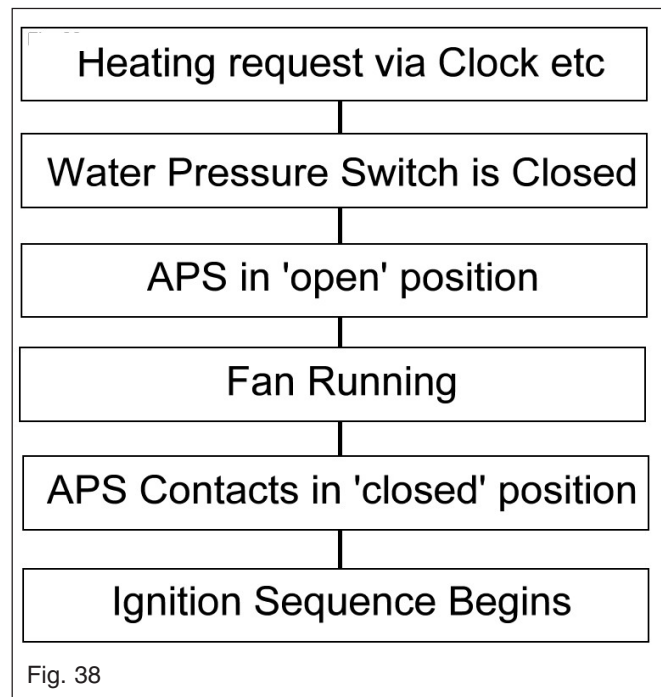 Heating request via Clock etc
Water Pressure Switch is Closed
APS in 'open' position
Fan Running
APS Contacts in 'closed' position
Ignition Sequence Begins
Fig. 38